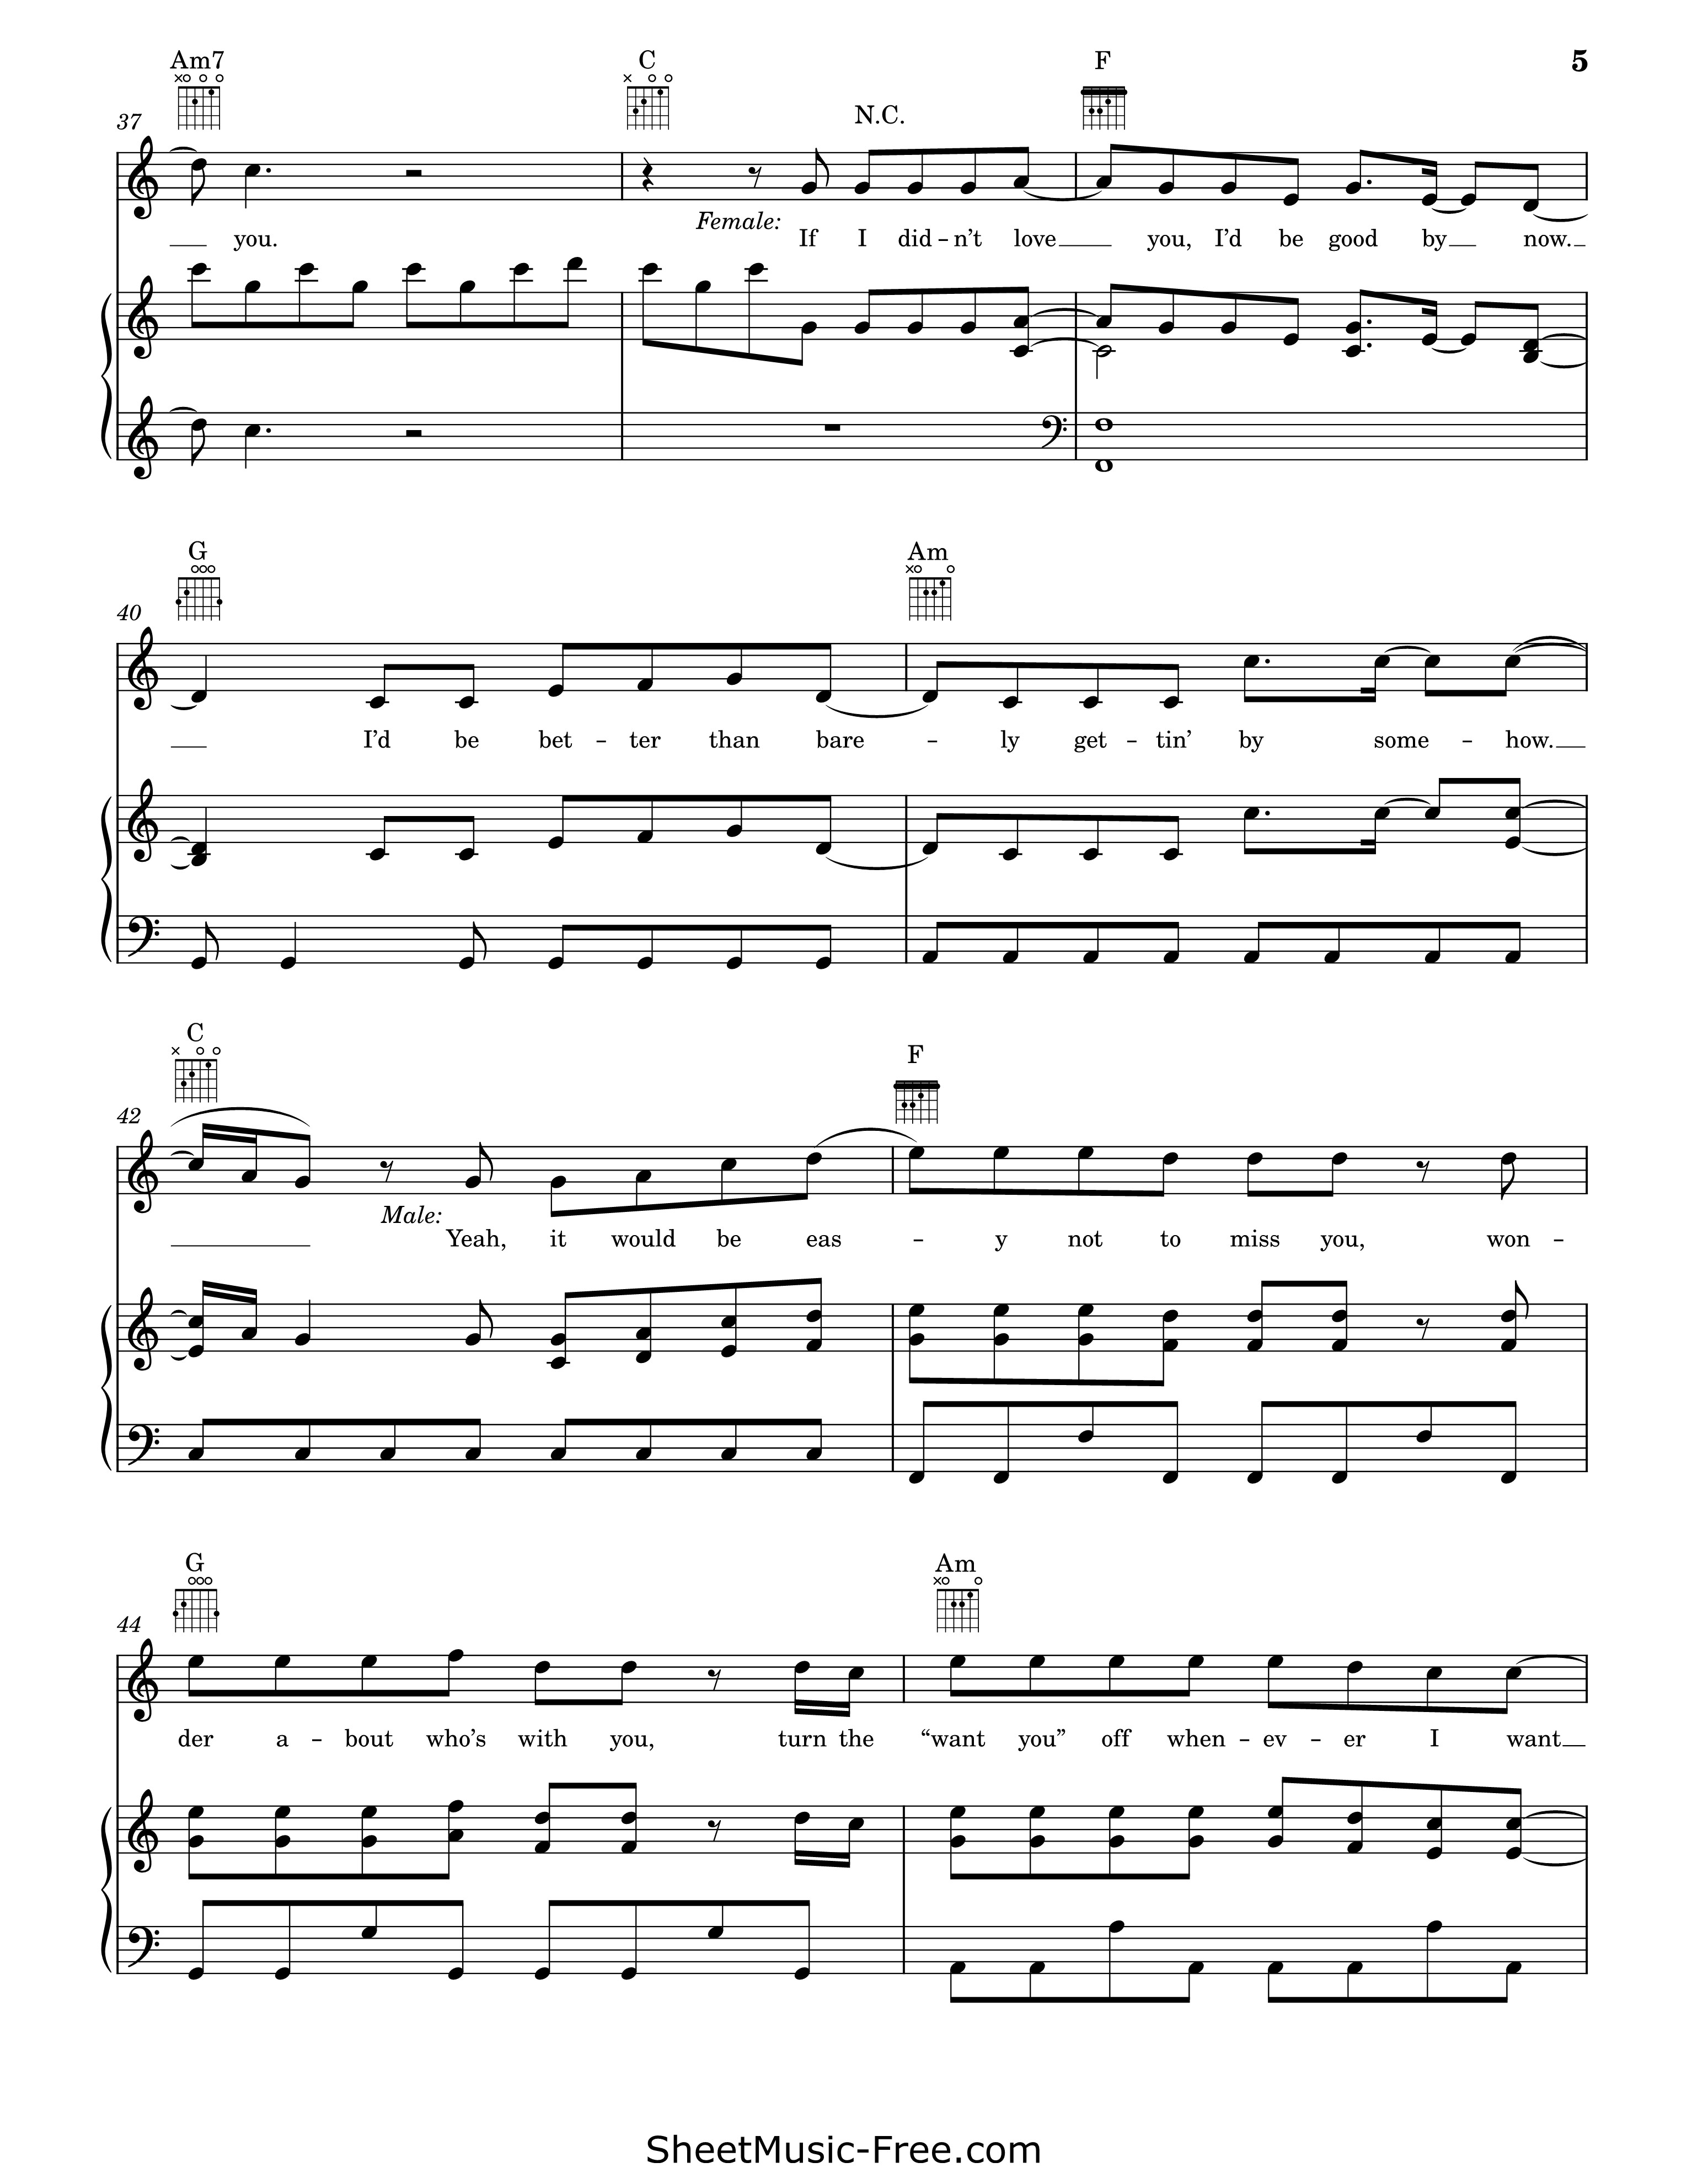 Am7 C F 5
37 N.C.
Female:
you. If I did - n’t love you, I’d be good by now.
G Am
40
I’d be bet - ter than bare - ly get - tin’ by some - how.
C F
42
Male:
Yeah, it would be eas - y not to miss you, won -
G Am
44
der a - bout who’s with you, turn the “want you” off when - ev - er I want
SheetMusic-Free.com